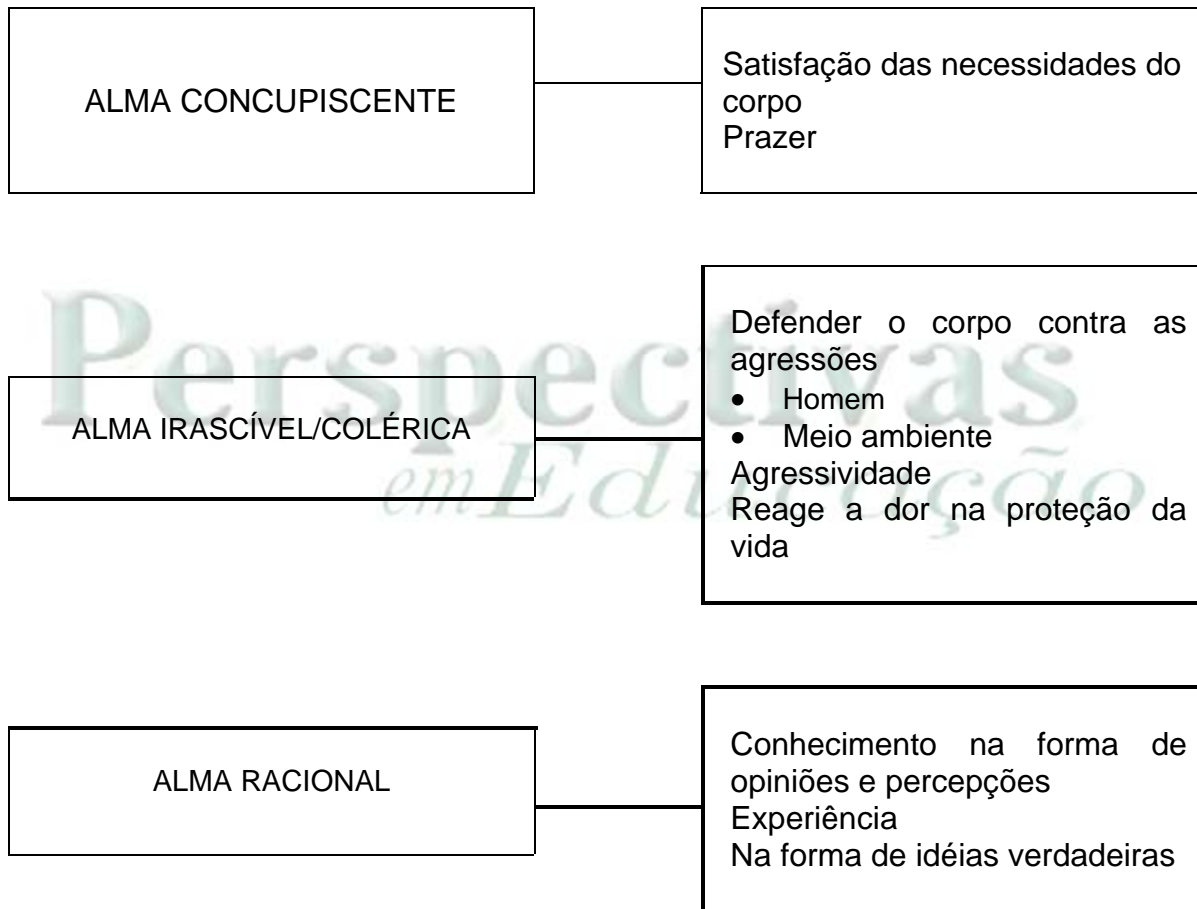 ALMA CONCUPISCENTE
Satisfação das necessidades do
corpo
Prazer
Perspectivas
em Educação
ALMA IRASCÍVEL/COLÉRICA
Defender o corpo contra as
agressões
• Homem
• Meio ambiente
Agressividade
Reage a dor na proteção da
vida
ALMA RACIONAL
Conhecimento na forma de
opiniões e percepções
Experiência
Na forma de idéias verdadeiras